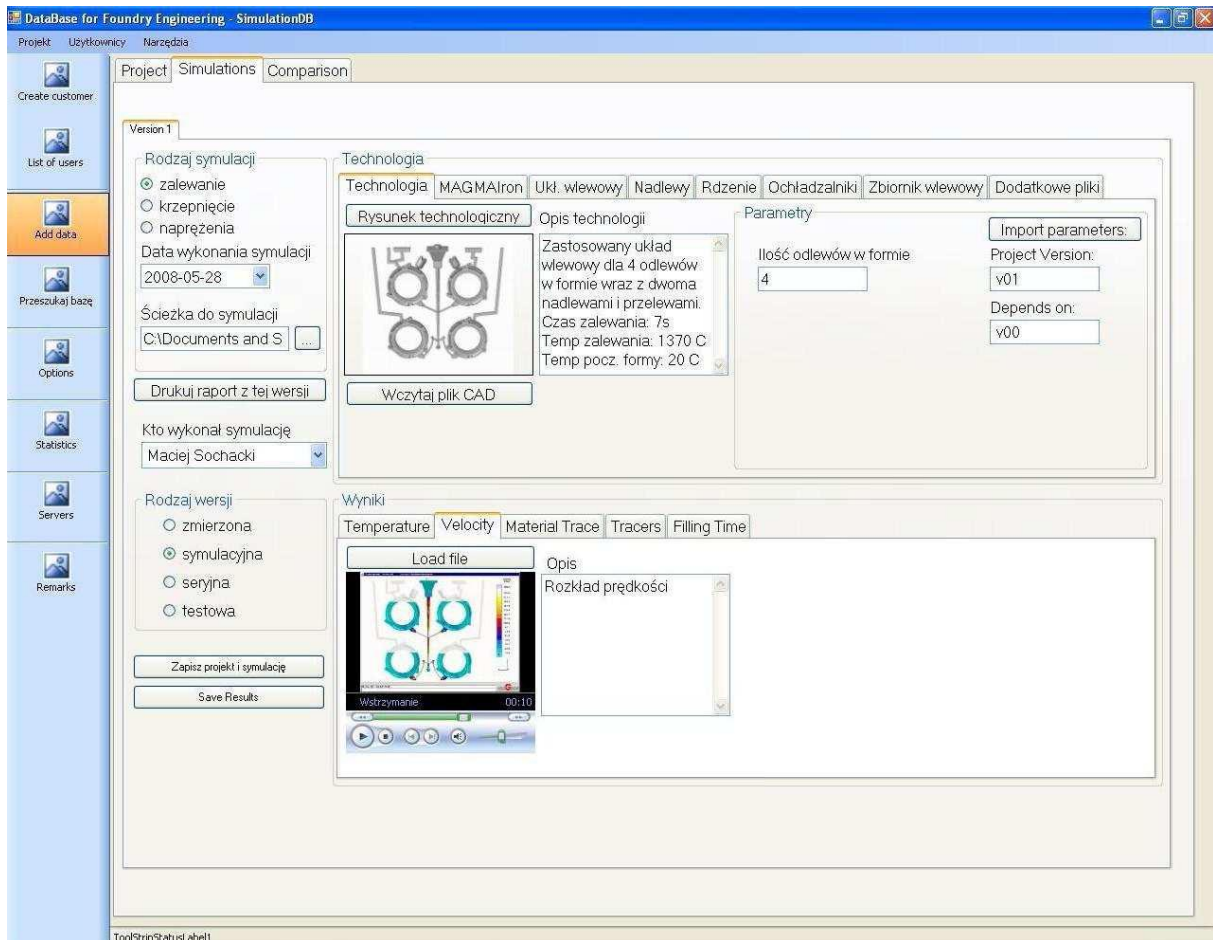 DataBase for Foundry Engineering - SimulationDB
Projekt Użytkownicy Narzędzia
Create customer
List of users
Add data
Przeszukaj bazę
Options
Statistics
Servers
Remarks
Project Simulations Comparison
Version 1
Rodzaj symulacji
zalewanie
krzepnięcie
naprężenia
Data wykonania symulacji
2008-05-28
Ścieżka do symulacji
C:\Documents and S ...
Drukuj raport z tej wersji
Kto wykonał symulację
Maciej Sochacki
Rodzaj wersji
zmierzona
symulacyjna
seryjna
testowa
Zapisz projekt i symulację
Save Results
Technologia
Technologia MAGMAIron Ukł. wlewowy Nadlewy Rdzenie Ochładzalniki Zbiornik wlewowy Dodatkowe pliki
Rysunek technologiczny
Wczytaj plik CAD
Opis technologii
Zastosowany układ
wlewowy dla 4 odlewów
w formie wraz z dwoma
nadlewami i przelewami.
Czas zalewania: 7s
Temp zalewania: 1370 C
Temp pocz. formy: 20 C
Parametry
Ilość odlewów w formie
4
Import parameters:
Project Version:
v01
Depends on:
v00
Wyniki
Temperature Velocity Material Trace Tracers Filling Time
Load file
Wstrzymanie 00:10
Opis
Rozkład prędkości
ToolStripStatusLabel1